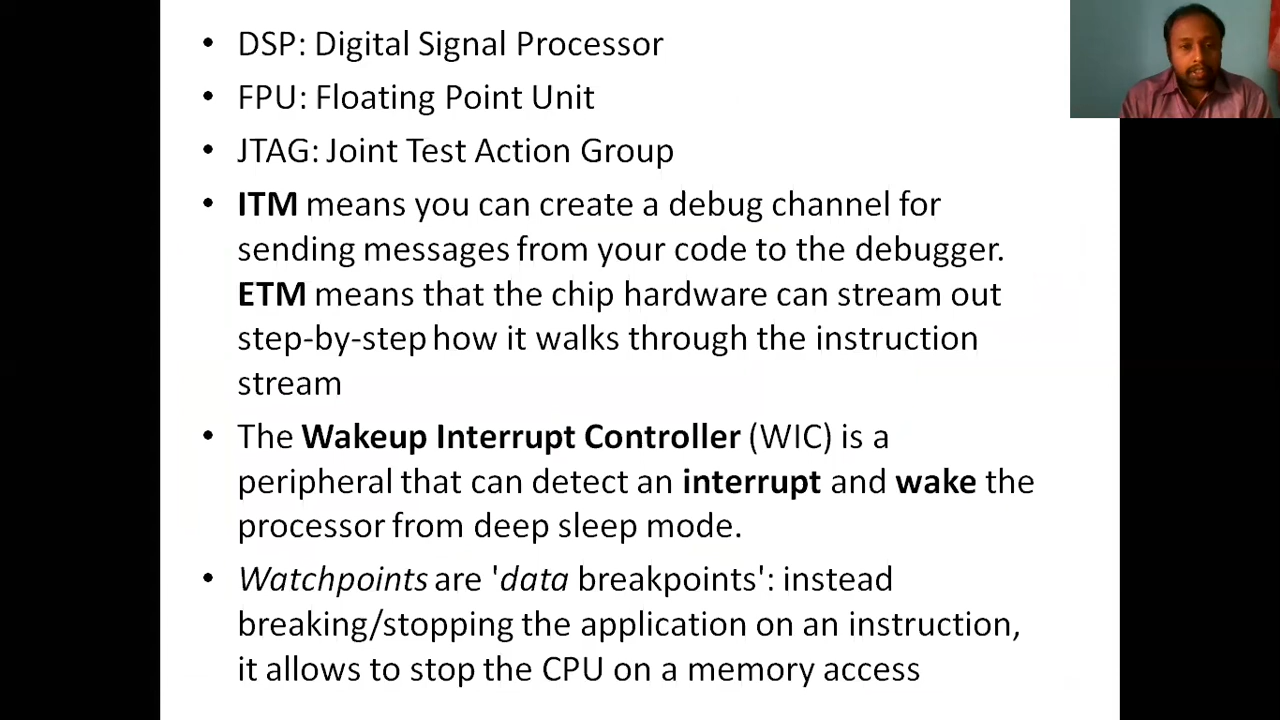 • DSP: Digital Signal Processor
• FPU: Floating Point Unit
• JTAG: Joint Test Action Group
• ITM means you can create a debug channel for
sending messages from your code to the debugger.
ETM means that the chip hardware can stream out
step-by-step how it walks through the instruction
stream
• The Wakeup Interrupt Controller (WIC) is a
peripheral that can detect an interrupt and wake the
processor from deep sleep mode.
• Watchpoints are 'data breakpoints': instead
breaking/stopping the application on an instruction,
it allows to stop the CPU on a memory access